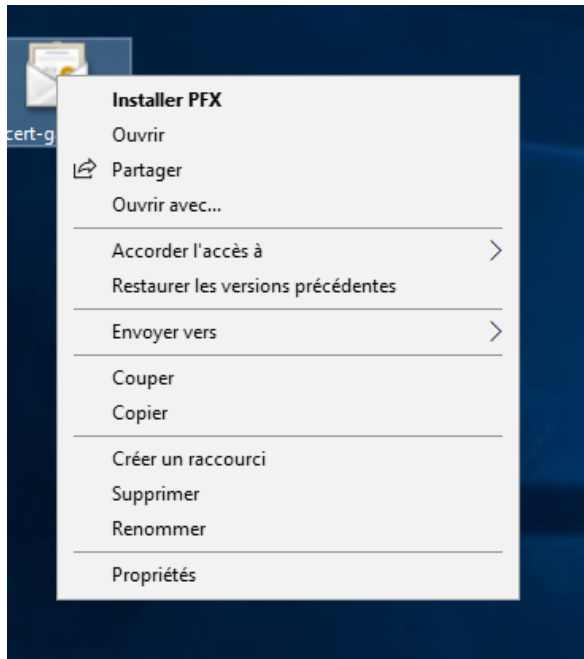 cert-g
Installer PFX
Ouvrir
Partager
Ouvrir avec...
Accorder l'accès à
Restaurer les versions précédentes
Envoyer vers
Couper
Copier
Créer un raccourci
Supprimer
Renommer
Propriétés